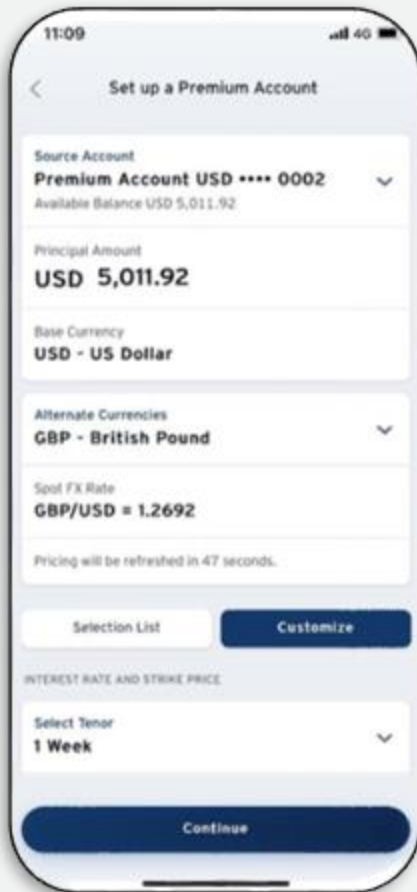 11:09
4G
Set up a Premium Account
Source Account
Premium Account USD •••• 0002
Available Balance USD 5,011.92
Principal Amount
USD 5,011.92
Base Currency
USD - US Dollar
Alternate Currencies
GBP - British Pound
Spot FX Rate
GBP/USD = 1.2692
Pricing will be refreshed in 47 seconds.
Selection List
Customize
INTEREST RATE AND STRIKE PRICE
Select Tenor
1 Week
Continue